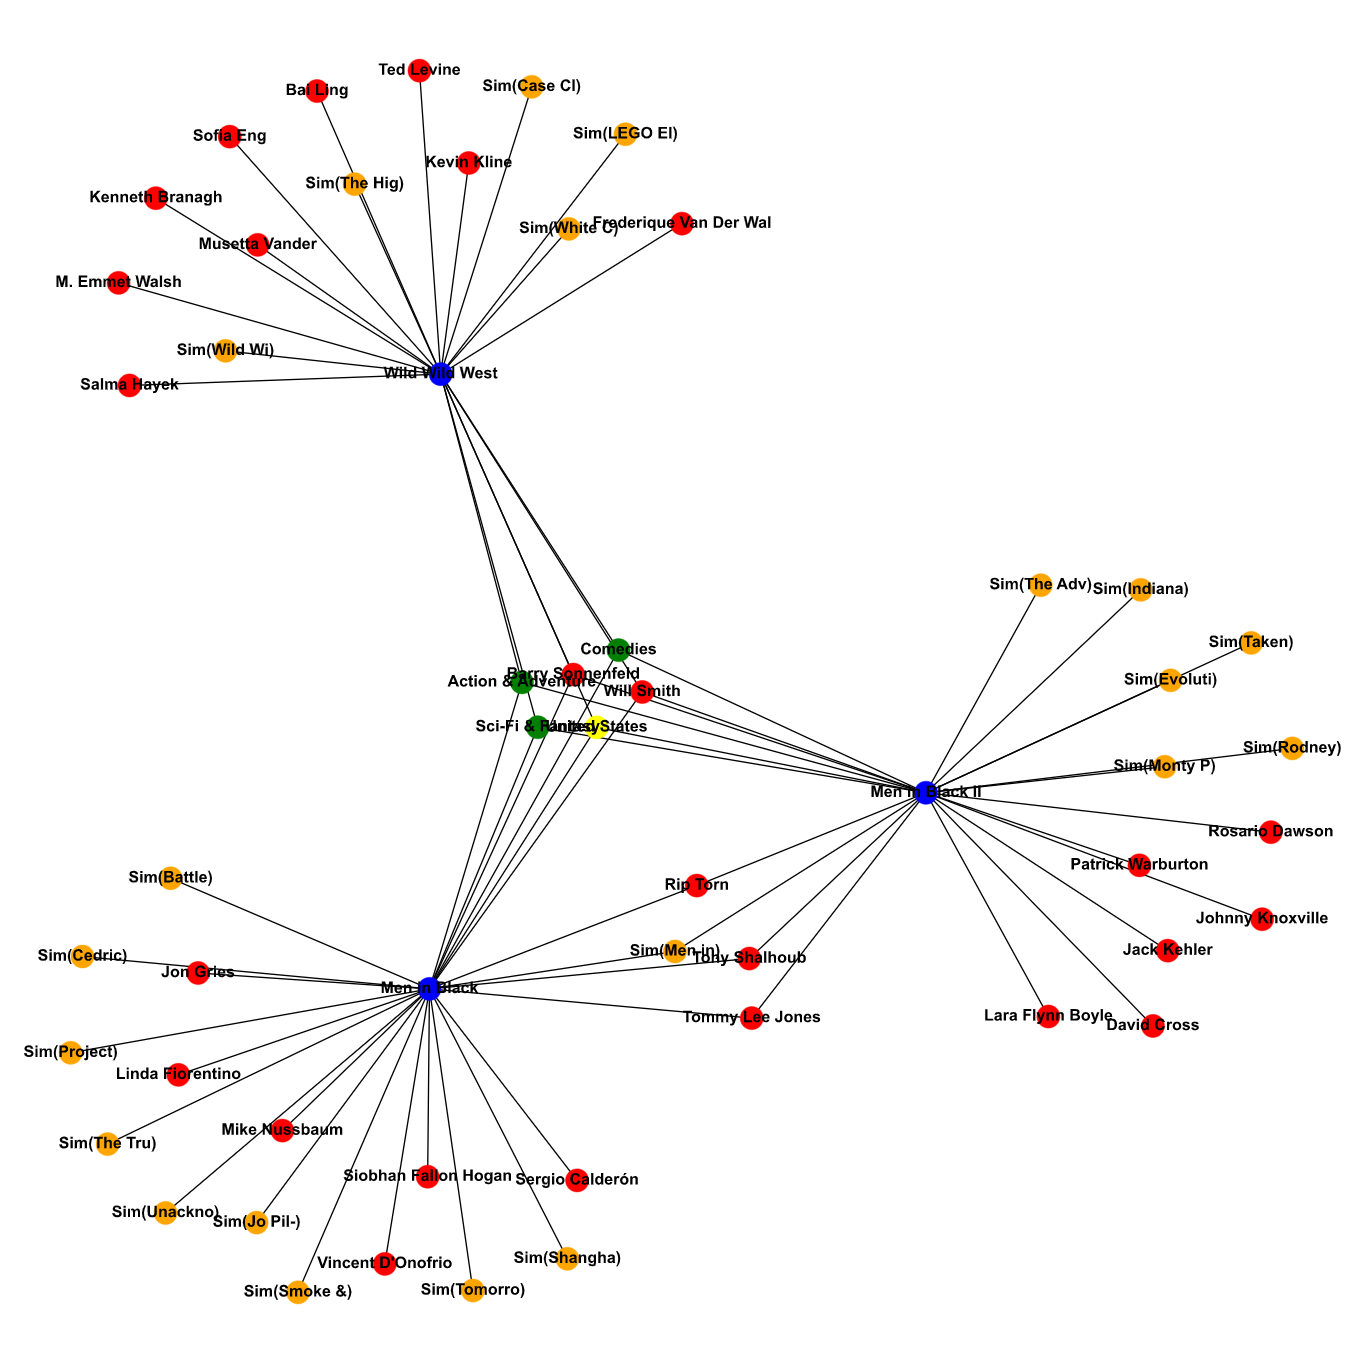 Ted Levine
Sim(Case Cl)
Bai Ling
Sim(LEGO El)
Sofia Eng
Kevin Kline
Sim(The Hig)
Kenneth Branagh
Frederique Van Der Wal
Sim(White C)
Musetta Vander
M. Emmet Walsh
Sim(Wild Wi)
Wild Wild West
Salma Hayek
Sim(The Adv)
Sim(Indiana)
Sim(Taken)
Comedies
Barry Sonnenfeld
Sim(Evoluti)
Action & Adventure
Will Smith
Sci-Fi & Fantasy
United States
Sim(Rodney)
Sim(Monty P)
Men in Black II
Rosario Dawson
Patrick Warburton
Sim(Battle)
Rip Torn
Johnny Knoxville
Sim(Men in)
Jack Kehler
Sim(Cedric)
Tony Shalhoub
Jon Gries
Men in Black
Lara Flynn Boyle
Tommy Lee Jones
David Cross
Sim(Project)
Linda Fiorentino
Mike Nussbaum
Sim(The Tru)
Siobhan Fallon Hogan
Sergio Calderón
Sim(Unackno)
Sim(Jo Pil-)
Sim(Shangha)
Vincent D'Onofrio
Sim(Tomorro)
Sim(Smoke &)